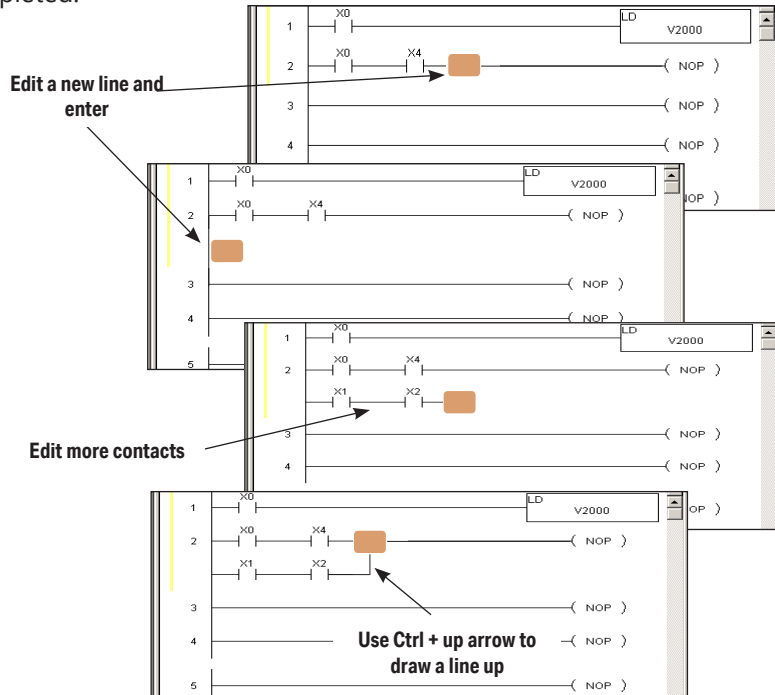 pleted.
LD
X0
1
V2000
X0 X4
2 ( NOP )
Edit a new line and
enter
3 ( NOP )
4 ( NOP )
NOP )
X0
LD
1
V2000
X0 X4
2 ( NOP )
3 ( NOP )
4 ( NOP )
5
X0
LD
1
V2000
X0 X4
2 ( NOP )
X1 X2
3 ( NOP )
Edit more contacts
4 ( NOP )
OP )
X0
LD
1
V2000
X0 X4
2 ( NOP )
X1 X2
3 ( NOP )
4 ( NOP )
Use Ctrl + up arrow to
draw a line up
5 ( NOP )